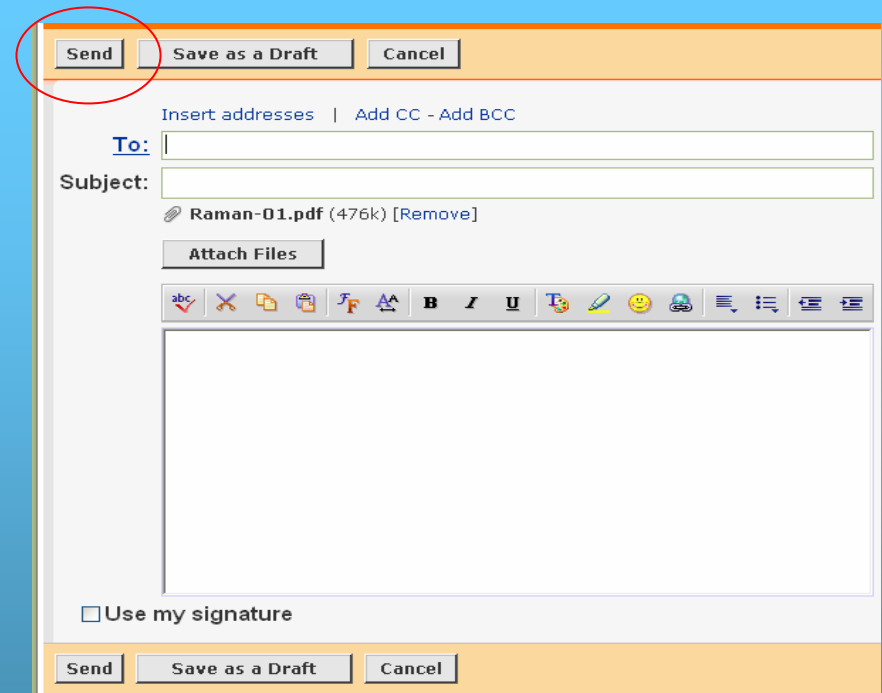 Send Save as a Draft Cancel
Insert addresses | Add CC - Add BCC
To:
Subject:
Raman-01.pdf (476k) [Remove]
Attach Files
abc F F A A B I U T
Use my signature
Send Save as a Draft Cancel